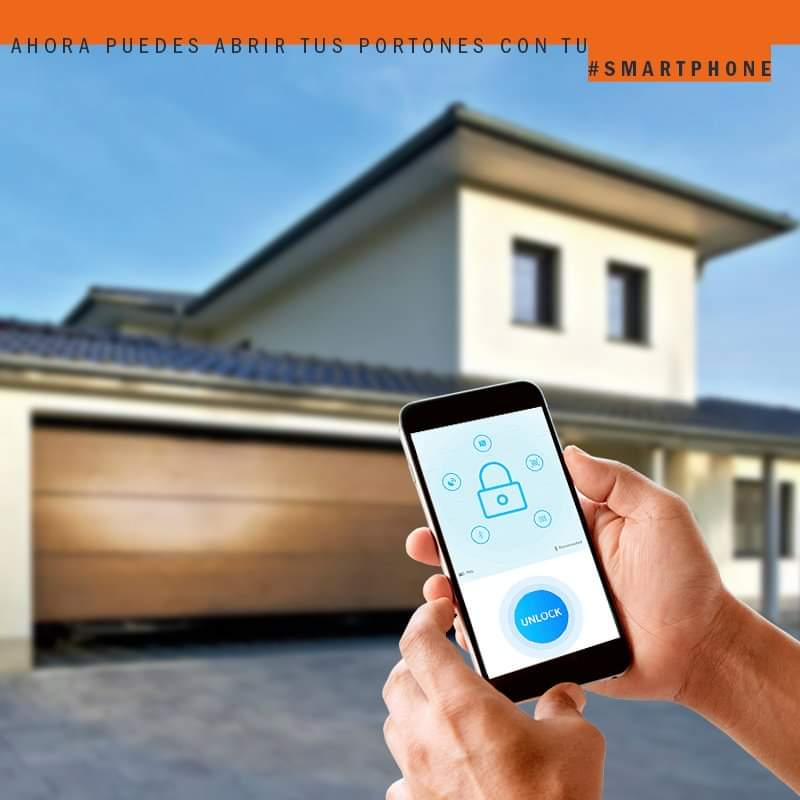 AHORA PUEDES ABRIR TUS PORTONES CON TU
#SMARTPHONE
UNLOCK